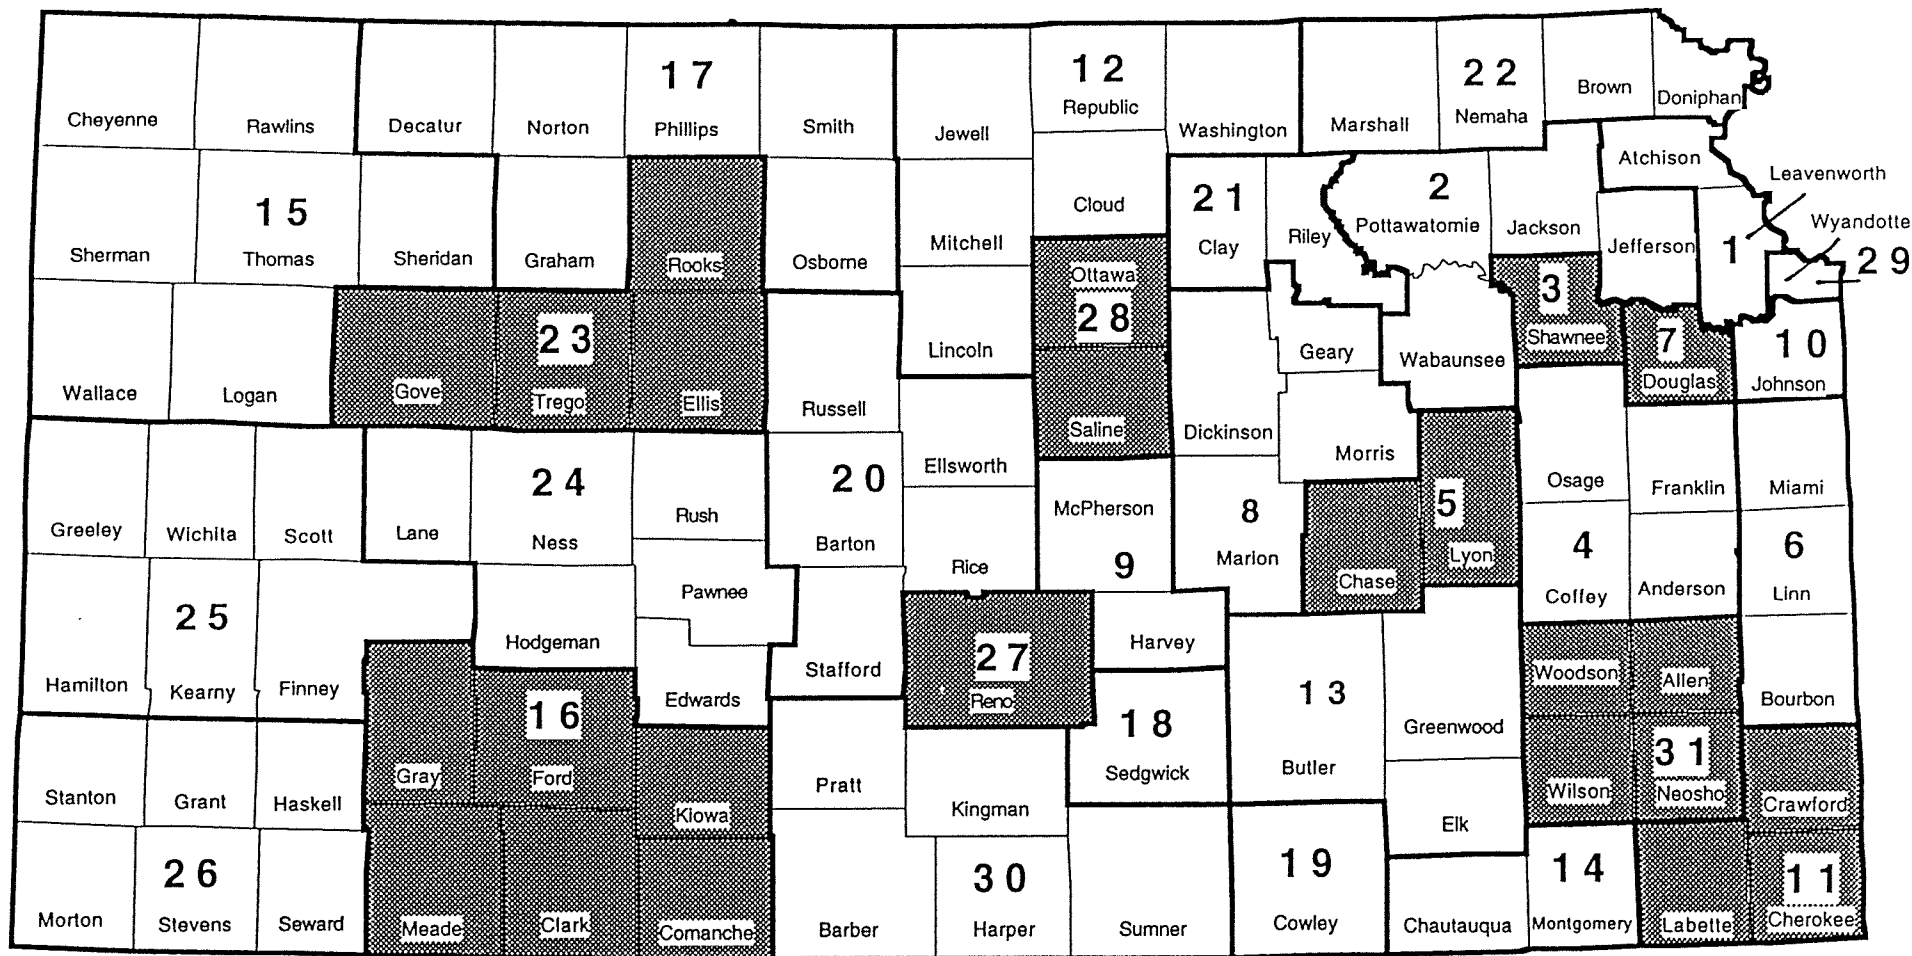 17
12
22
Cheyenne
Rawlins
Decatur
Norton
Phillips
Smith
Jewell
Republic
Washington
Marshall
Nemaha
Brown
Doniphan
Atchison
Leavenworth
15
21
2
Sherman
Thomas
Sheridan
Graham
Rooks
Osborne
Mitchell
Cloud
Clay
Riley
Pottawatomie
Jackson
Jefferson
1
Wyandotte
29
Ottawa
28
3
Shawnee
7
Douglas
10
Johnson
23
Wallace
Logan
Gove
Trego
Ellis
Russell
Lincoln
Saline
Dickinson
Geary
Wabaunsee
Morris
24
20
Ellsworth
McPherson
8
5
Osage
Franklin
Miami
Greeley
Wichita
Scott
Lane
Ness
Rush
Barton
Rice
9
Marion
Chase
Lyon
4
Coffey
Anderson
6
Linn
25
Pawnee
Hamilton
Kearny
Finney
Hodgeman
Edwards
Stafford
27
Reno
Harvey
13
Greenwood
Woodson
Allen
Bourbon
16
18
31
Stanton
Grant
Haskell
Gray
Ford
Kiowa
Pratt
Kingman
Sedgwick
Butler
Elk
Wilson
Neosho
Crawford
26
30
19
14
11
Morton
Stevens
Seward
Meade
Clark
Comanche
Barber
Harper
Sumner
Cowley
Chautauqua
Montgomery
Labette
Cherokee